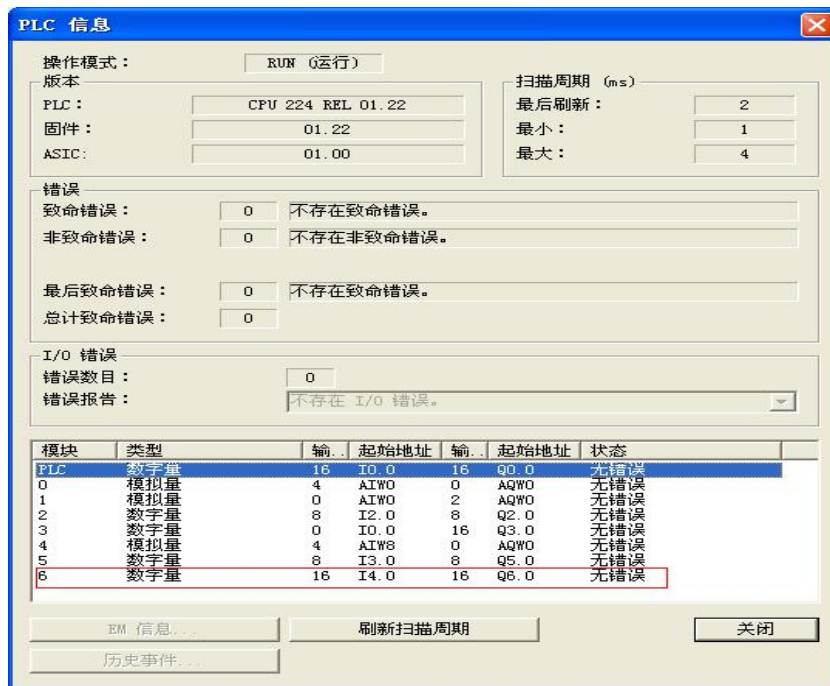 PLC 信息
操作模式： RUN (运行)
版本
PLC： CPU 224 REL 01.22
固件： 01.22
ASIC: 01.00
扫描周期 (ms)
最后刷新： 2
最小： 1
最大： 4
错误
致命错误： 0 不存在致命错误。
非致命错误： 0 不存在非致命错误。
最后致命错误： 0 不存在致命错误。
总计致命错误： 0
I/O 错误
错误数目： 0
错误报告： 不存在 I/O 错误。
模块 类型 输.. 起始地址 输.. 起始地址 状态
PLC 数字量 16 I0.0 16 Q0.0 无错误
0 模拟量 4 AIW0 0 AQW0 无错误
1 模拟量 0 AIW0 2 AQW0 无错误
2 数字量 8 I2.0 8 Q2.0 无错误
3 数字量 0 I0.0 16 Q3.0 无错误
4 模拟量 4 AIW8 0 AQW0 无错误
5 数字量 8 I3.0 8 Q5.0 无错误
6 数字量 16 I4.0 16 Q6.0 无错误
EM 信息... 刷新扫描周期 关闭
历史事件...